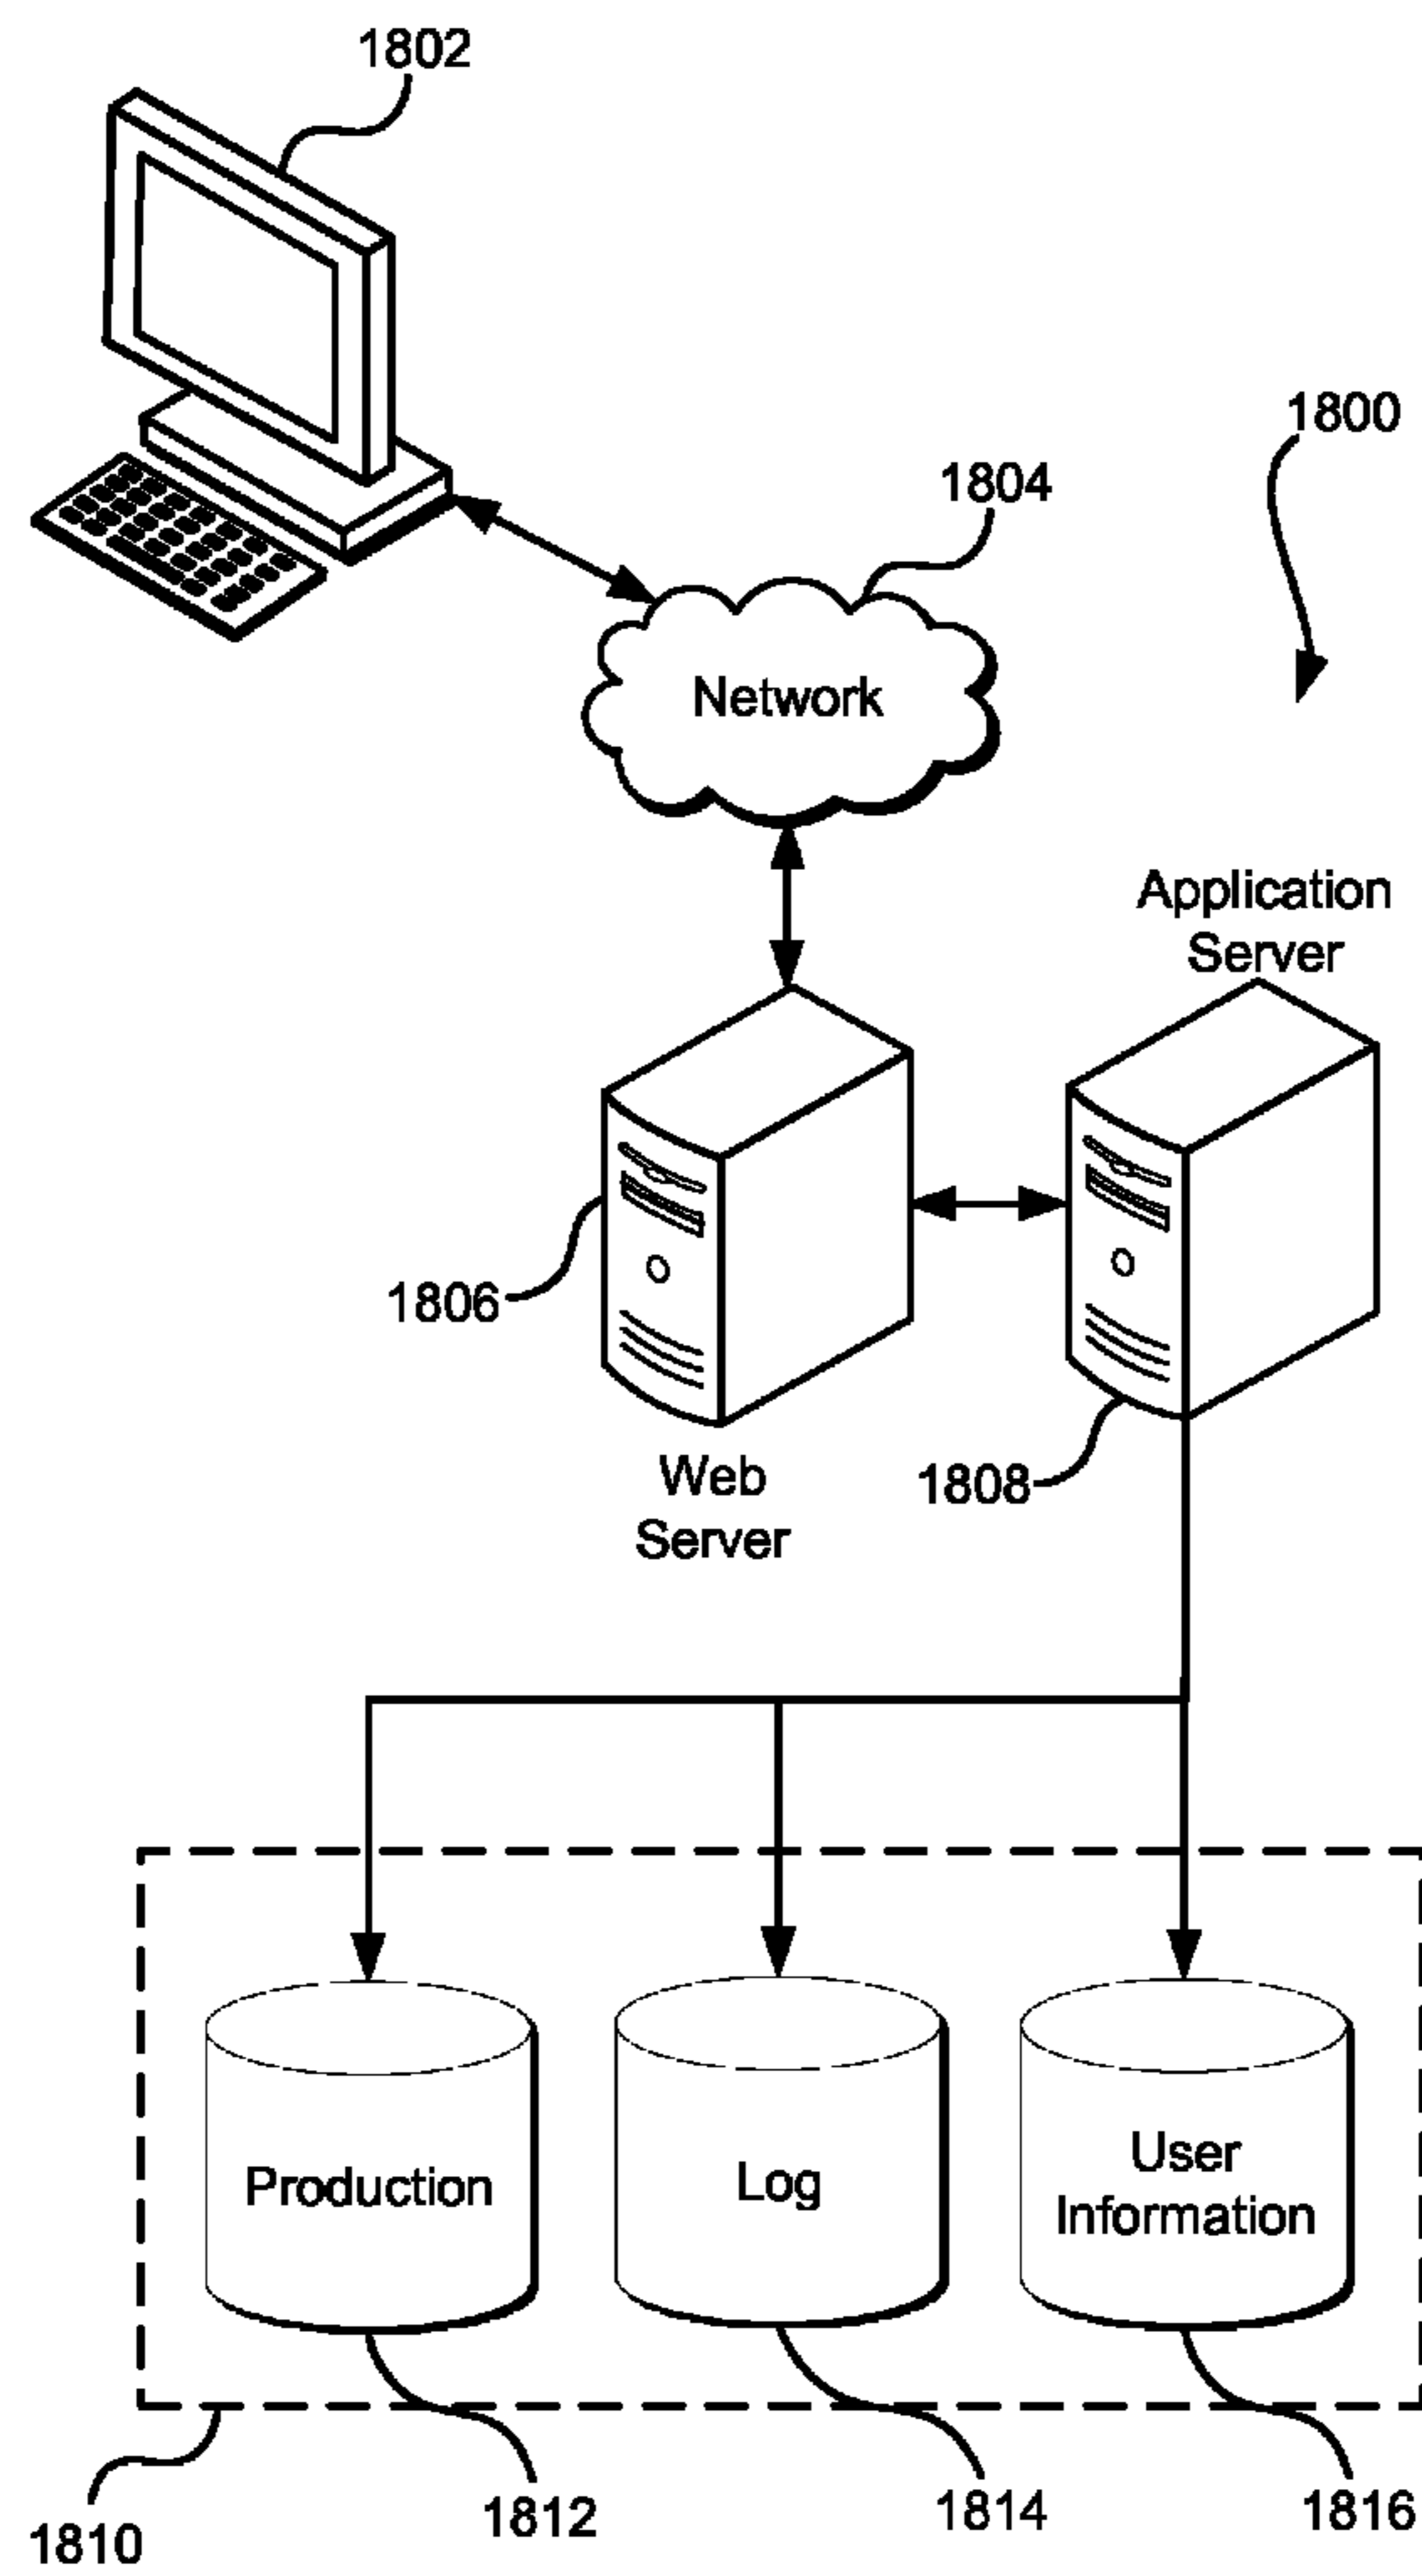 1802
1800
1804
Network
Application
Server
1806
Web
Server
1808
Production
Log
User
Information
1810
1812
1814
1816